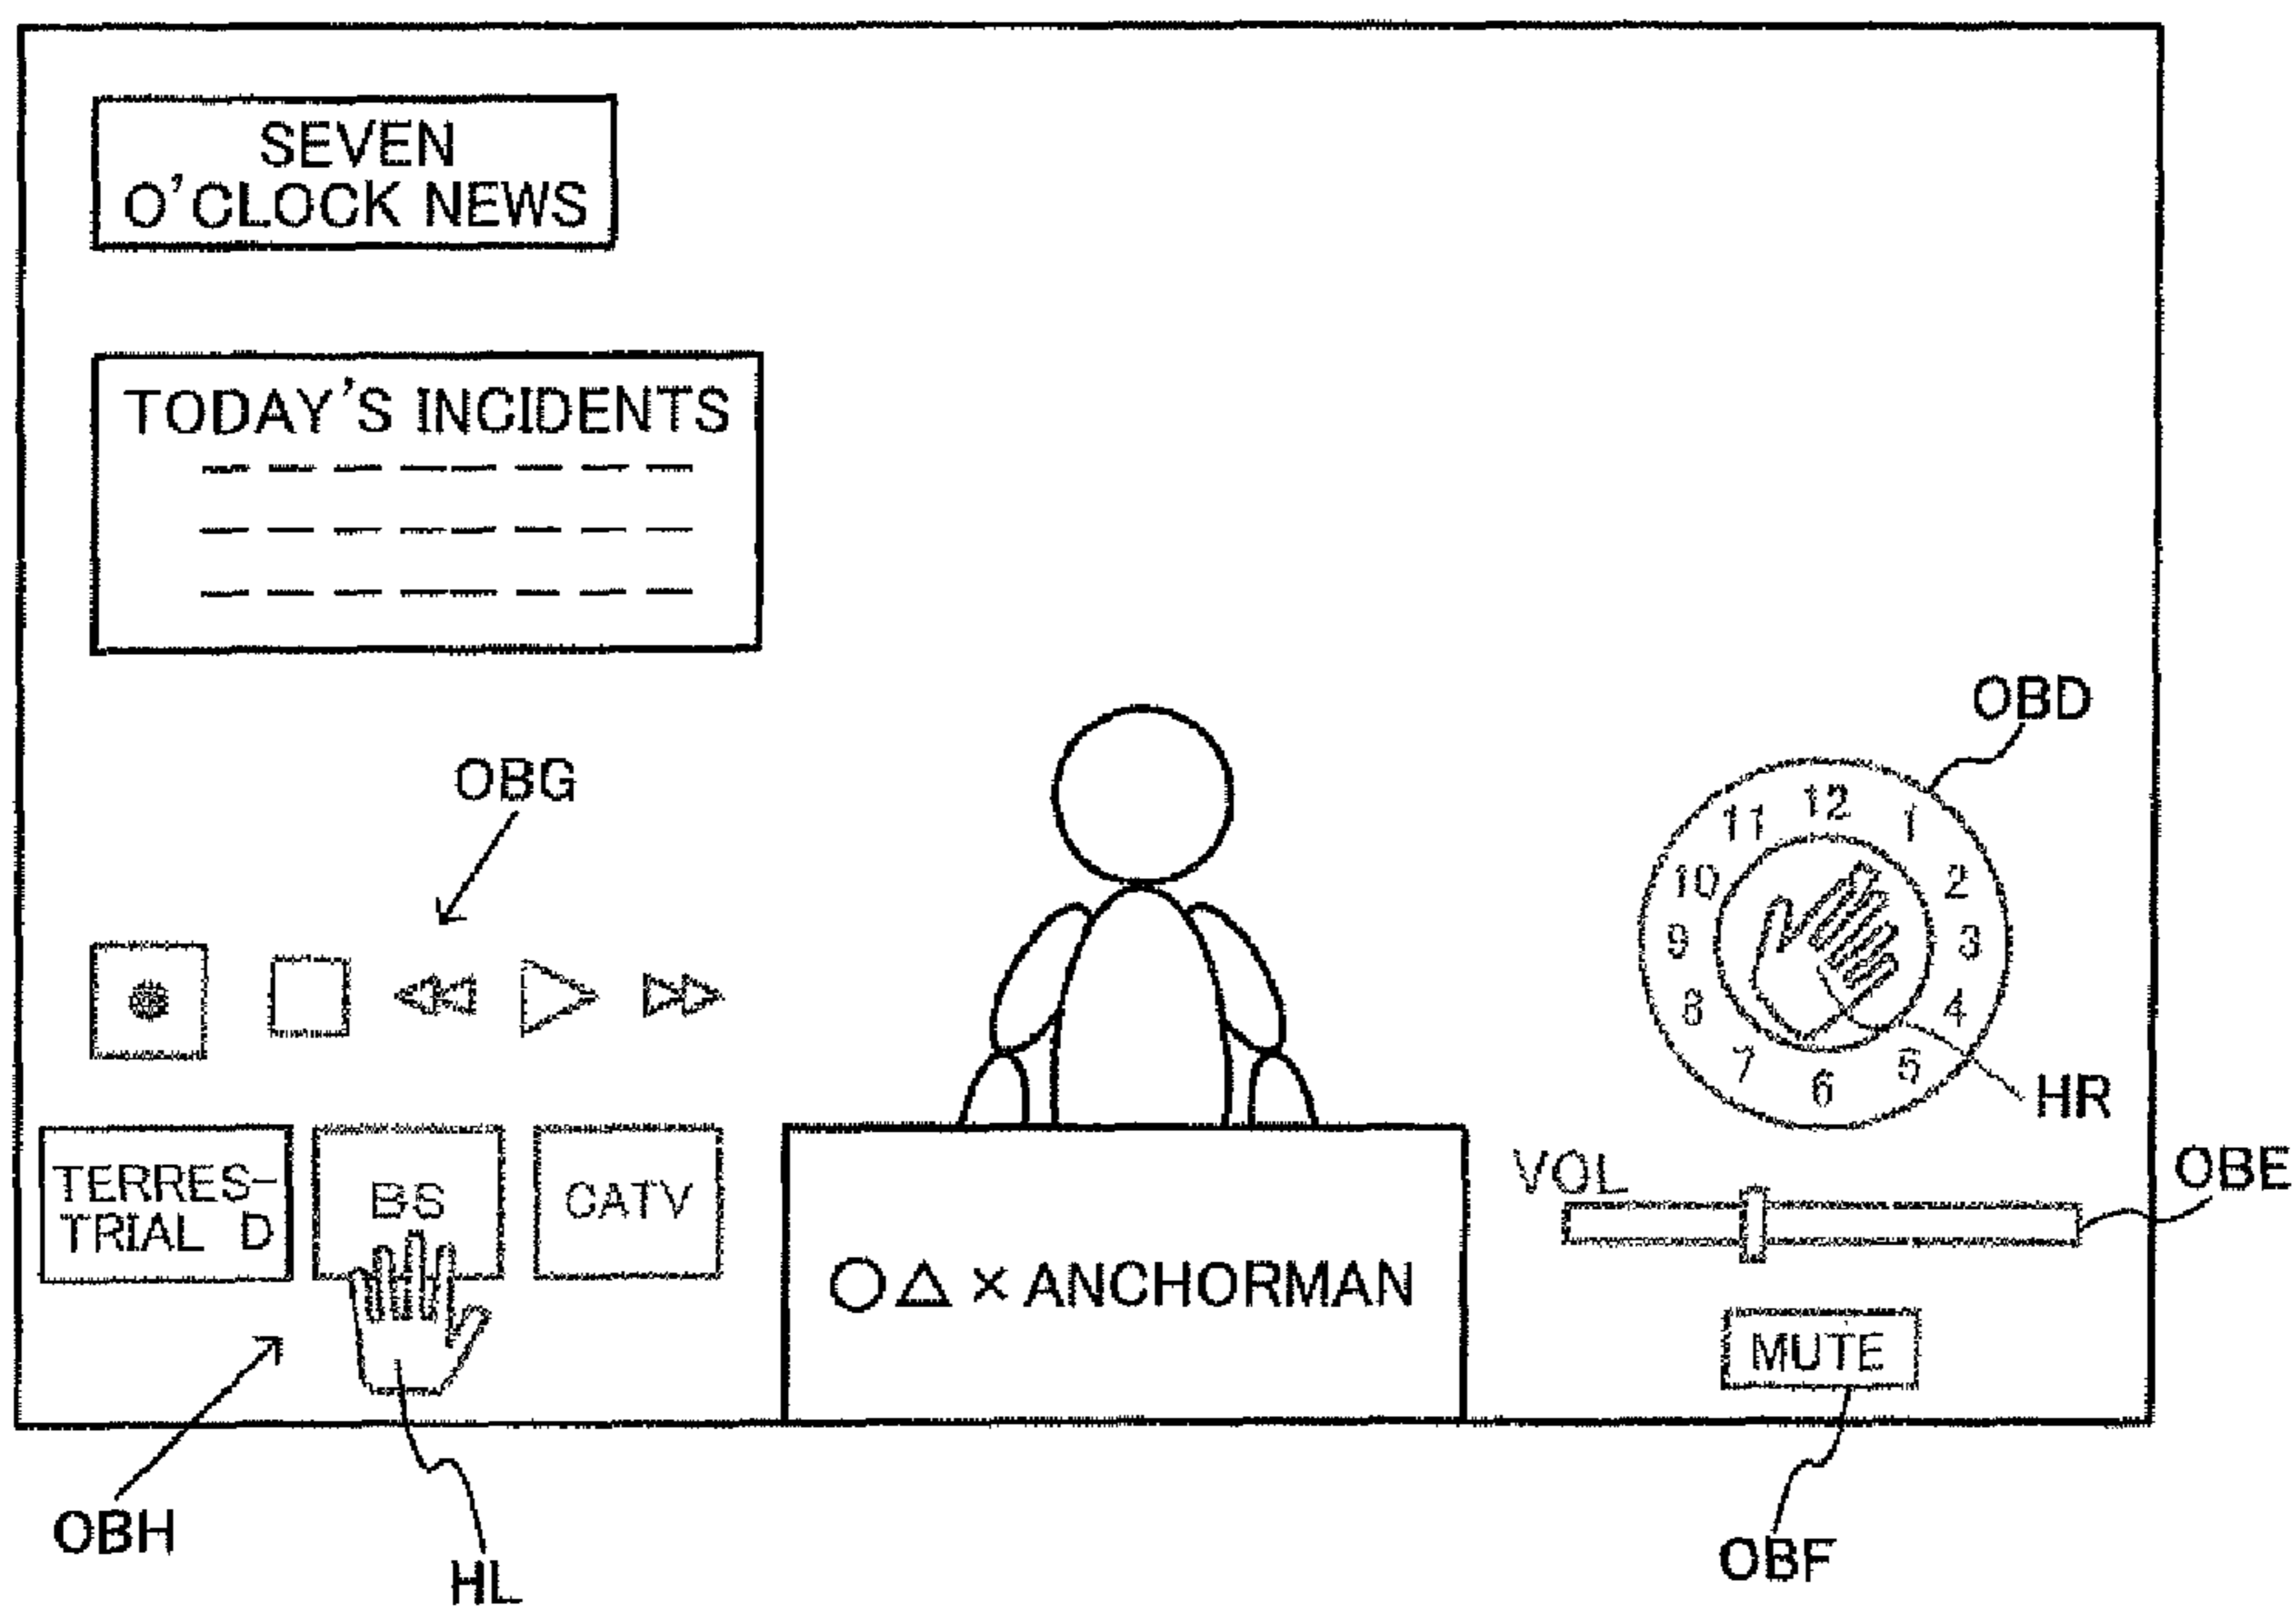 SEVEN
O'CLOCK NEWS
TODAY'S INCIDENTS
OBD
OBG
12
11
1
10
2
9
3
8
4
7
5
6
HR
TERRES-
TRIAL D
BS
CATV
VOL
OBE
○△×ANCHORMAN
MUTE
OBH
HL
OBF